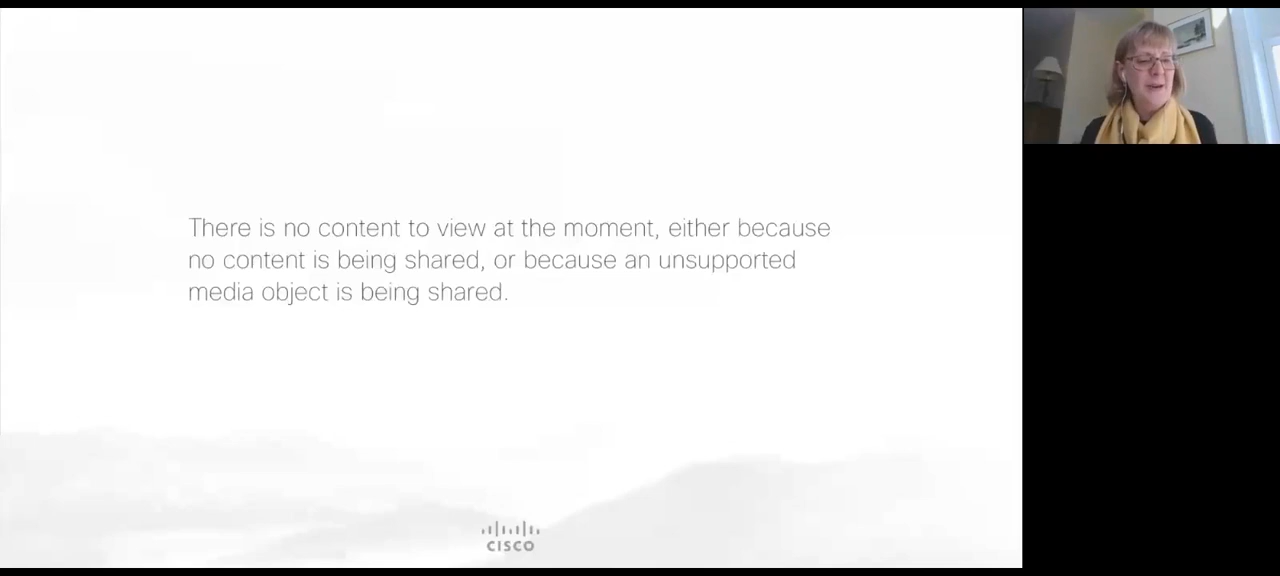 There is no content to view at the moment, either because
no content is being shared, or because an unsupported
media object is being shared.
CISCO